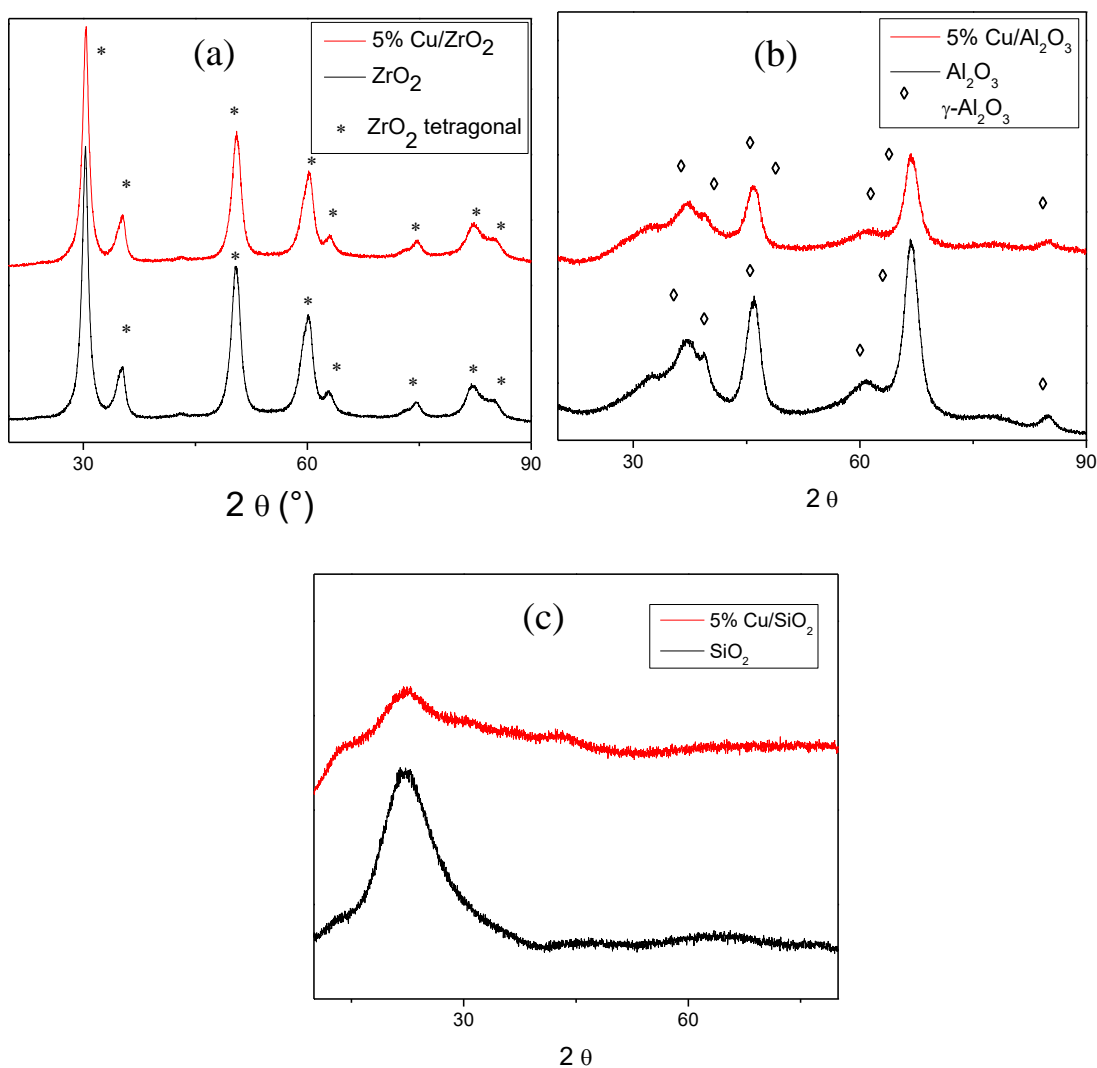 (a)
5% Cu/ZrO2
ZrO2
* ZrO2 tetragonal
* * * * * * * *
* * * * * * * *
30 60 90
2 θ (°)
(b)
5% Cu/Al2O3
Al2O3
◊ γ-Al2O3
◊ ◊ ◊ ◊ ◊ ◊ ◊
◊ ◊ ◊ ◊ ◊ ◊
30 60 90
2 θ
(c)
5% Cu/SiO2
SiO2
30 60
2 θ